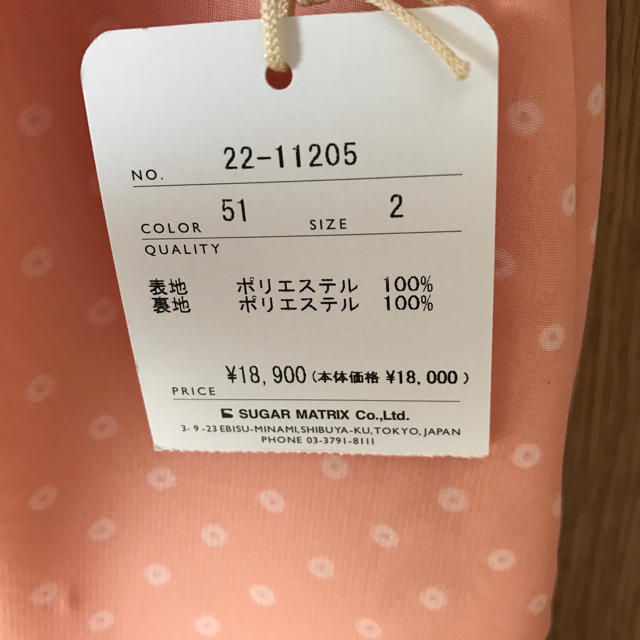 NO. 22-11205
COLOR 51 SIZE 2
QUALITY
表地 ポリエステル 100%
裏地 ポリエステル 100%
PRICE ¥18,900(本体価格 ¥18,000)
SUGAR MATRIX Co.,Ltd.
3-9-23 EBISU-MINAMI,SHIBUYA-KU,TOKYO,JAPAN
PHONE 03-3791-8111